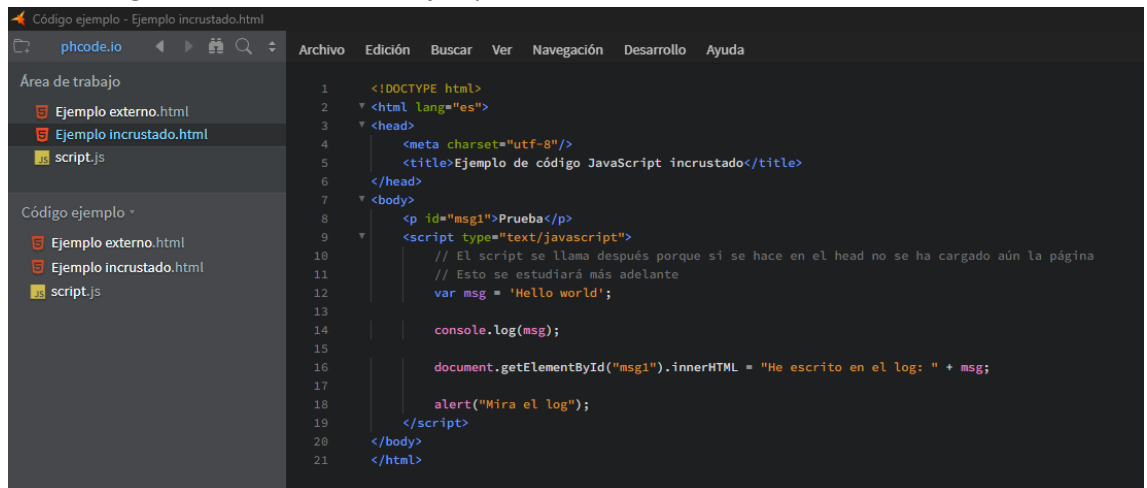 Código ejemplo - Ejemplo incrustado.html
phcode.io
Archivo Edición Buscar Ver Navegación Desarrollo Ayuda
Área de trabajo
Ejemplo externo.html
Ejemplo incrustado.html
JS script.js
Código ejemplo
Ejemplo externo.html
Ejemplo incrustado.html
JS script.js
1 <!DOCTYPE html>
2 <html lang="es">
3 <head>
4 <meta charset="utf-8"/>
5 <title>Ejemplo de código JavaScript incrustado</title>
6 </head>
7 <body>
8 <p id="msg1">Prueba</p>
9 <script type="text/javascript">
10 // El script se llama después porque si se hace en el head no se ha cargado aún la página
11 // Esto se estudiará más adelante
12 var msg = 'Hello world';
13
14 console.log(msg);
15
16 document.getElementById("msg1").innerHTML = "He escrito en el log: " + msg;
17
18 alert("Mira el log");
19 </script>
20 </body>
21 </html>